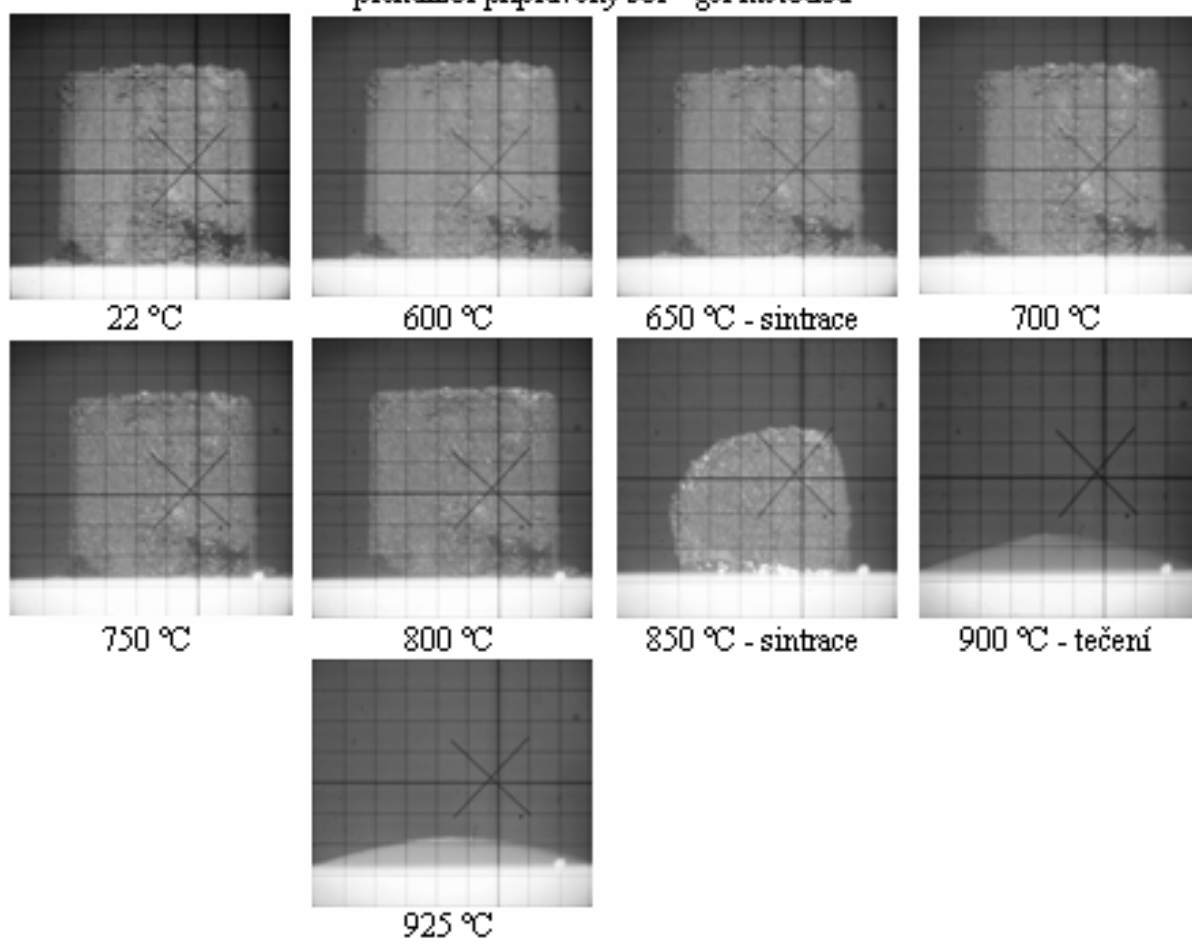 22 °C
600 °C
650 °C - sintrace
700 °C
750 °C
800 °C
850 °C - sintrace
900 °C - tečení
925 °C